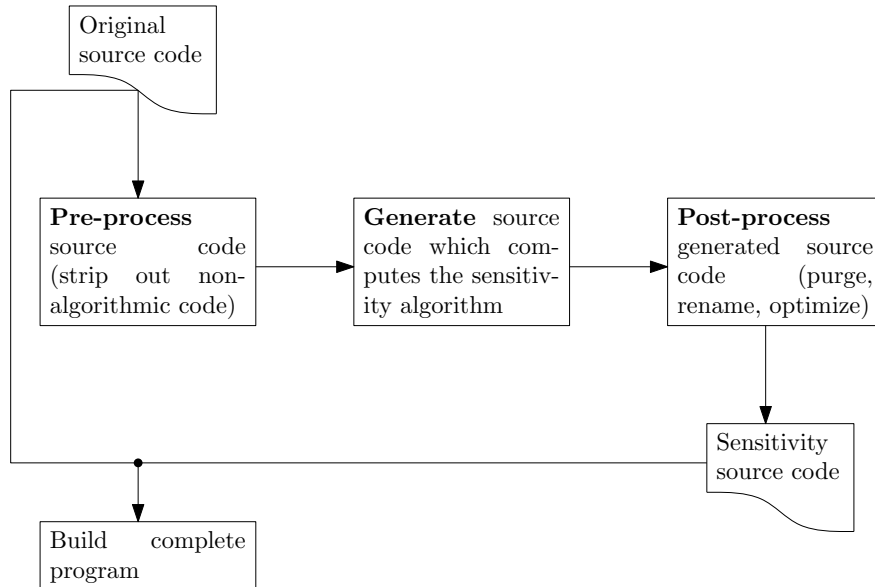 Original
source code
Pre-process
source code
(strip out non-
algorithmic code)
Generate source
code which com-
putes the sensitiv-
ity algorithm
Post-process
generated source
code (purge,
rename, optimize)
Sensitivity
source code
Build complete
program